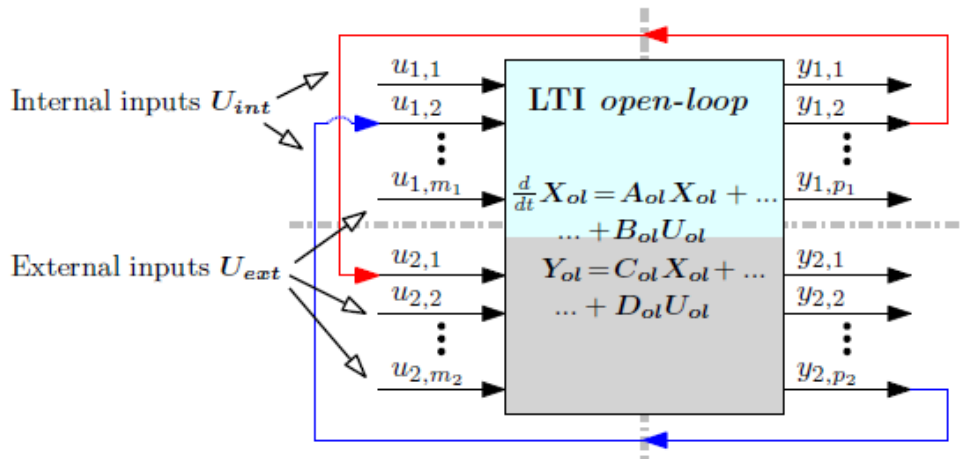 Internal inputs U_int
External inputs U_ext
u_{1,1}
u_{1,2}
u_{1,m_1}
u_{2,1}
u_{2,2}
u_{2,m_2}
LTI open-loop
d/dt X_ol = A_ol X_ol + ...
... + B_ol U_ol
Y_ol = C_ol X_ol + ...
... + D_ol U_ol
y_{1,1}
y_{1,2}
y_{1,p_1}
y_{2,1}
y_{2,2}
y_{2,p_2}